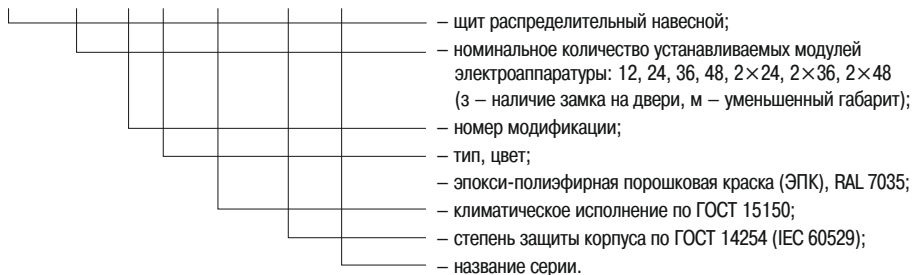 – щит распределительный навесной;
– номинальное количество устанавливаемых модулей
электроаппаратуры: 12, 24, 36, 48, 2×24, 2×36, 2×48
(з – наличие замка на двери, м – уменьшенный габарит);
– номер модификации;
– тип, цвет;
– эпокси-полиэфирная порошковая краска (ЭПК), RAL 7035;
– климатическое исполнение по ГОСТ 15150;
– степень защиты корпуса по ГОСТ 14254 (IEC 60529);
– название серии.